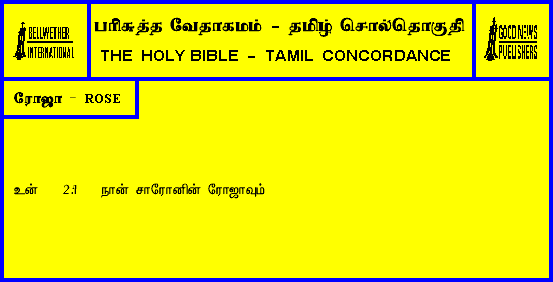 BELLWETHER
INTERNATIONAL
பரிசுத்த வேதாகமம் - தமிழ் சொல்தொகுதி
THE HOLY BIBLE - TAMIL CONCORDANCE
GOOD NEWS
PUBLISHERS
ரோஜா - ROSE
உன் 2:1 நான் சாரோனின் ரோஜாவும்